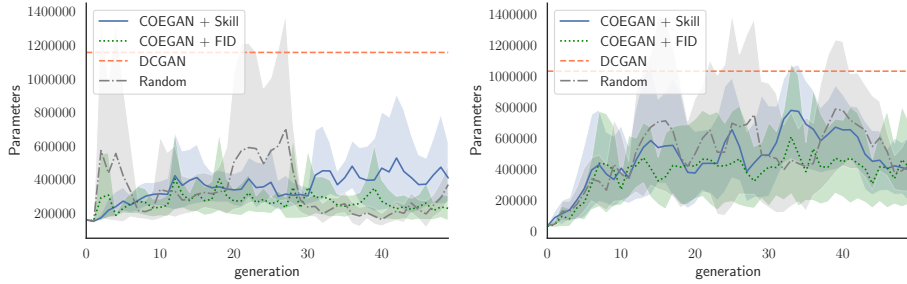 1400000
1200000
1000000
800000
600000
400000
200000
Parameters
COEGAN + Skill
COEGAN + FID
DCGAN
Random
0
10
20
30
40
generation
1400000
1200000
1000000
800000
600000
400000
200000
0
Parameters
COEGAN + Skill
COEGAN + FID
DCGAN
Random
0
10
20
30
40
generation